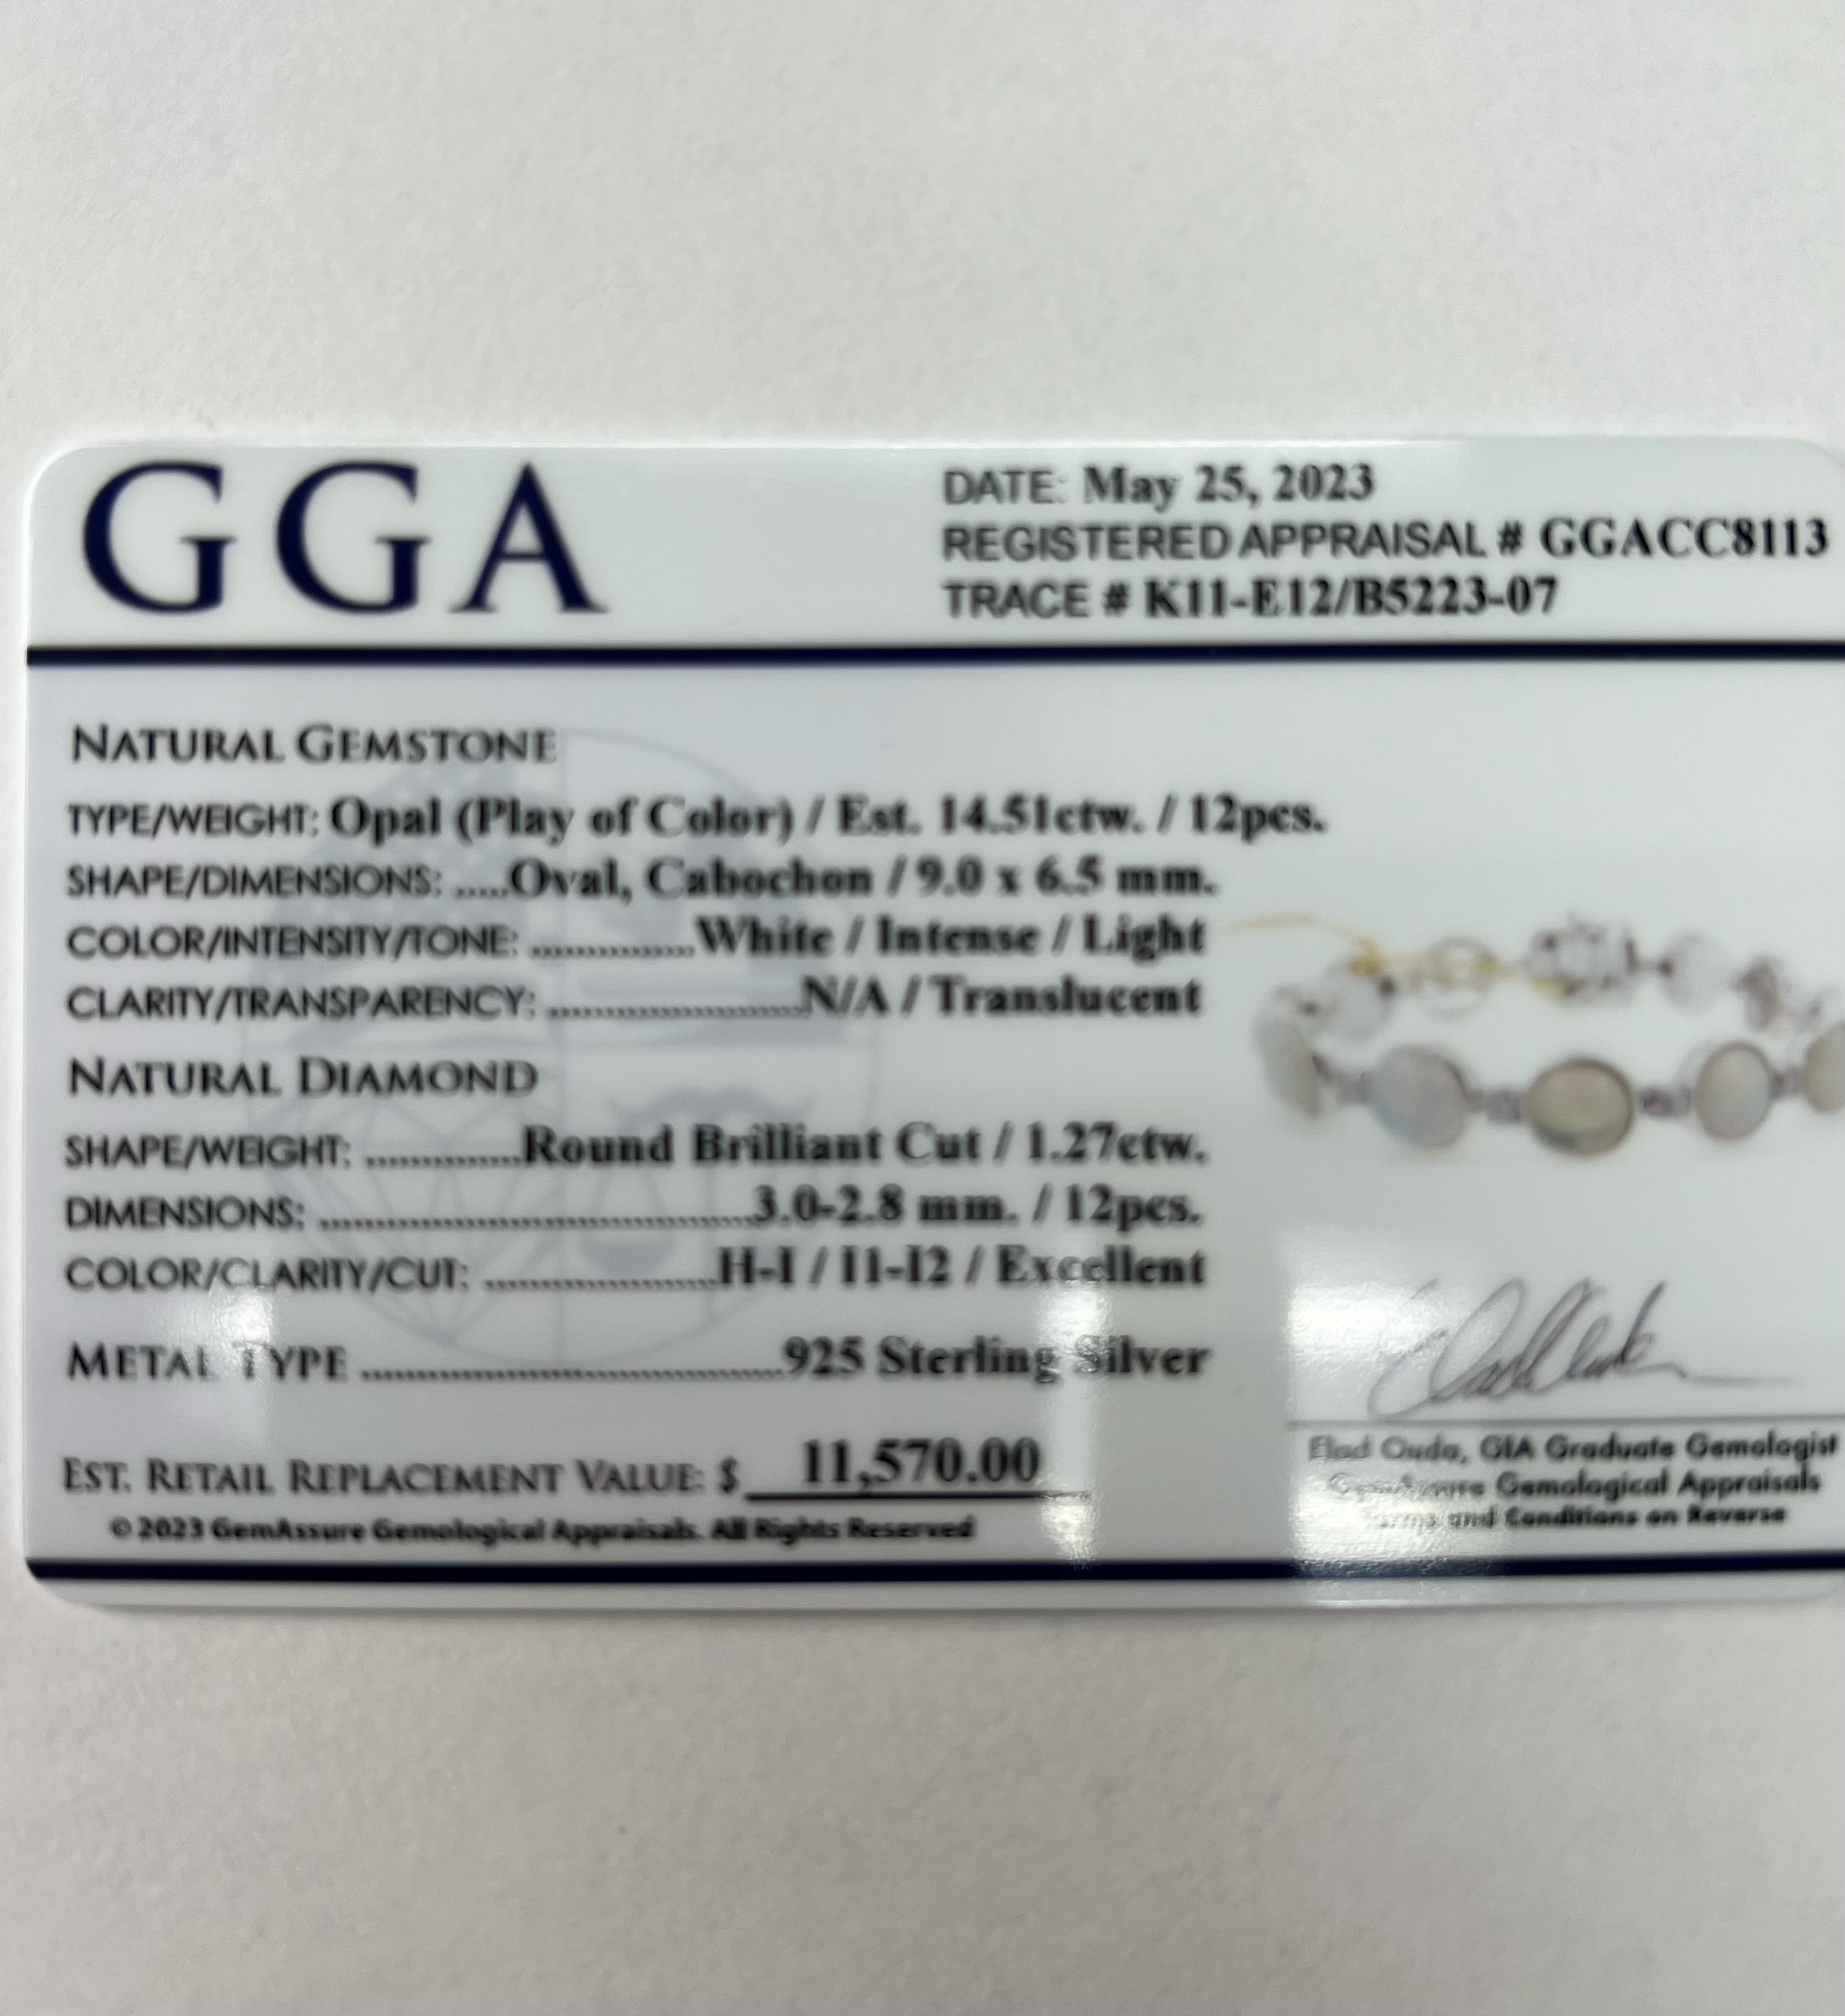 GGA
DATE: May 25, 2023
REGISTERED APPRAISAL # GGACC8113
TRACE # K11-E12/B5223-07
NATURAL GEMSTONE
TYPE/WEIGHT: Opal (Play of Color) / Est. 14.51ctw. / 12pcs.
SHAPE/DIMENSIONS: .....Oval, Cabochon / 9.0 x 6.5 mm.
COLOR/INTENSITY/TONE: ...............White / Intense / Light
CLARITY/TRANSPARENCY: .......................N/A / Translucent
NATURAL DIAMOND
SHAPE/WEIGHT: ..............Round Brilliant Cut / 1.27ctw.
DIMENSIONS: .......................................3.0-2.8 mm. / 12pcs.
COLOR/CLARITY/CUT: .....................H-I / I1-I2 / Excellent
METAL TYPE ......................................925 Sterling Silver
EST. RETAIL REPLACEMENT VALUE: $ 11,570.00
© 2023 GemAssure Gemological Appraisals. All Rights Reserved
Elad Ouda, GIA Graduate Gemologist
GemAssure Gemological Appraisals
Terms and Conditions on Reverse